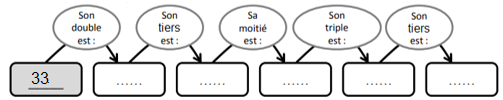 Son
double
est :
Son
tiers
est :
Sa
moitié
est :
Son
triple
est :
Son
tiers
est :
33
......
......
......
......
......